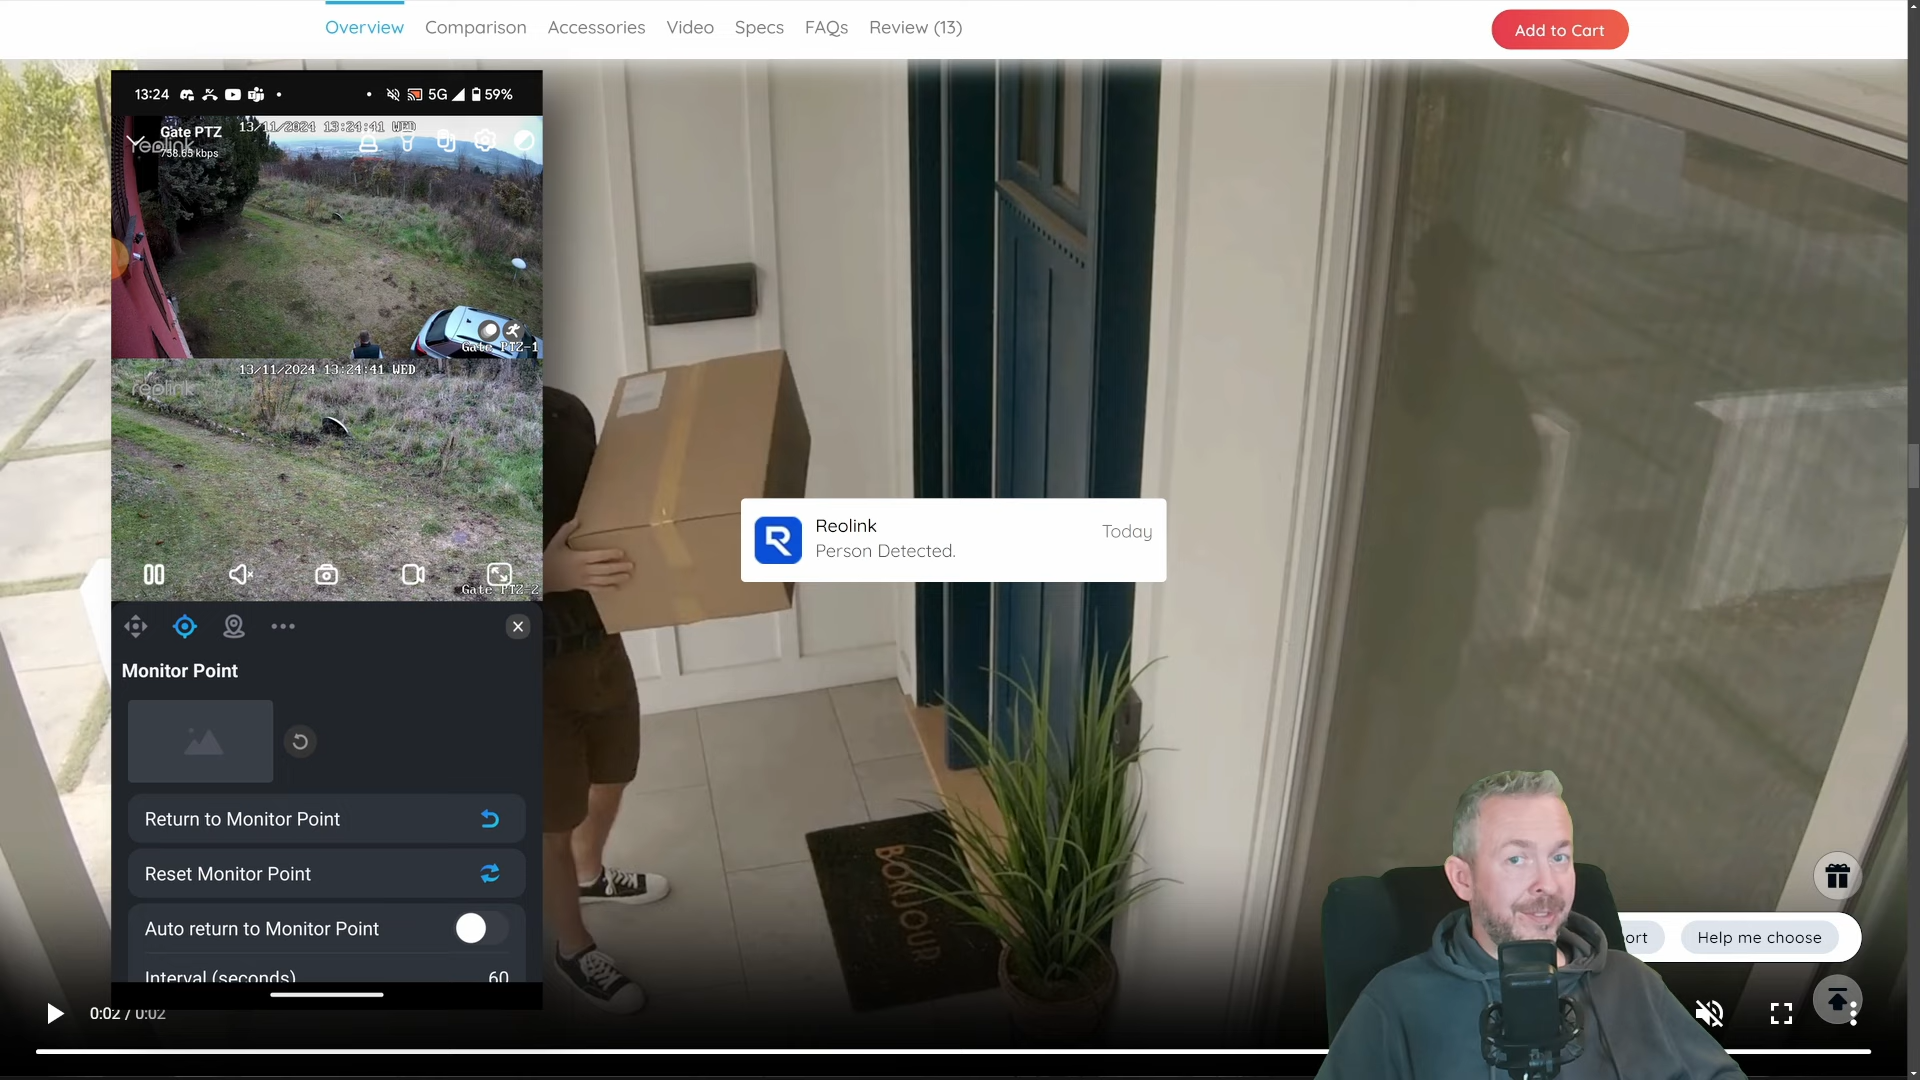 Overview Comparison Accessories Video Specs FAQs Review (13)
Add to Cart
13:24
5G 59%
Gate PTZ
758.65 kbps
13/11/2024 13:24:41 WED
reolink
Gate PTZ-1
13/11/2024 13:24:41 WED
reolink
Gate PTZ-2
Monitor Point
Return to Monitor Point
Reset Monitor Point
Auto return to Monitor Point
Interval (seconds) 60
Reolink
Today
Person Detected.
BONJOUR
ort
Help me choose
0:02 / 0:02